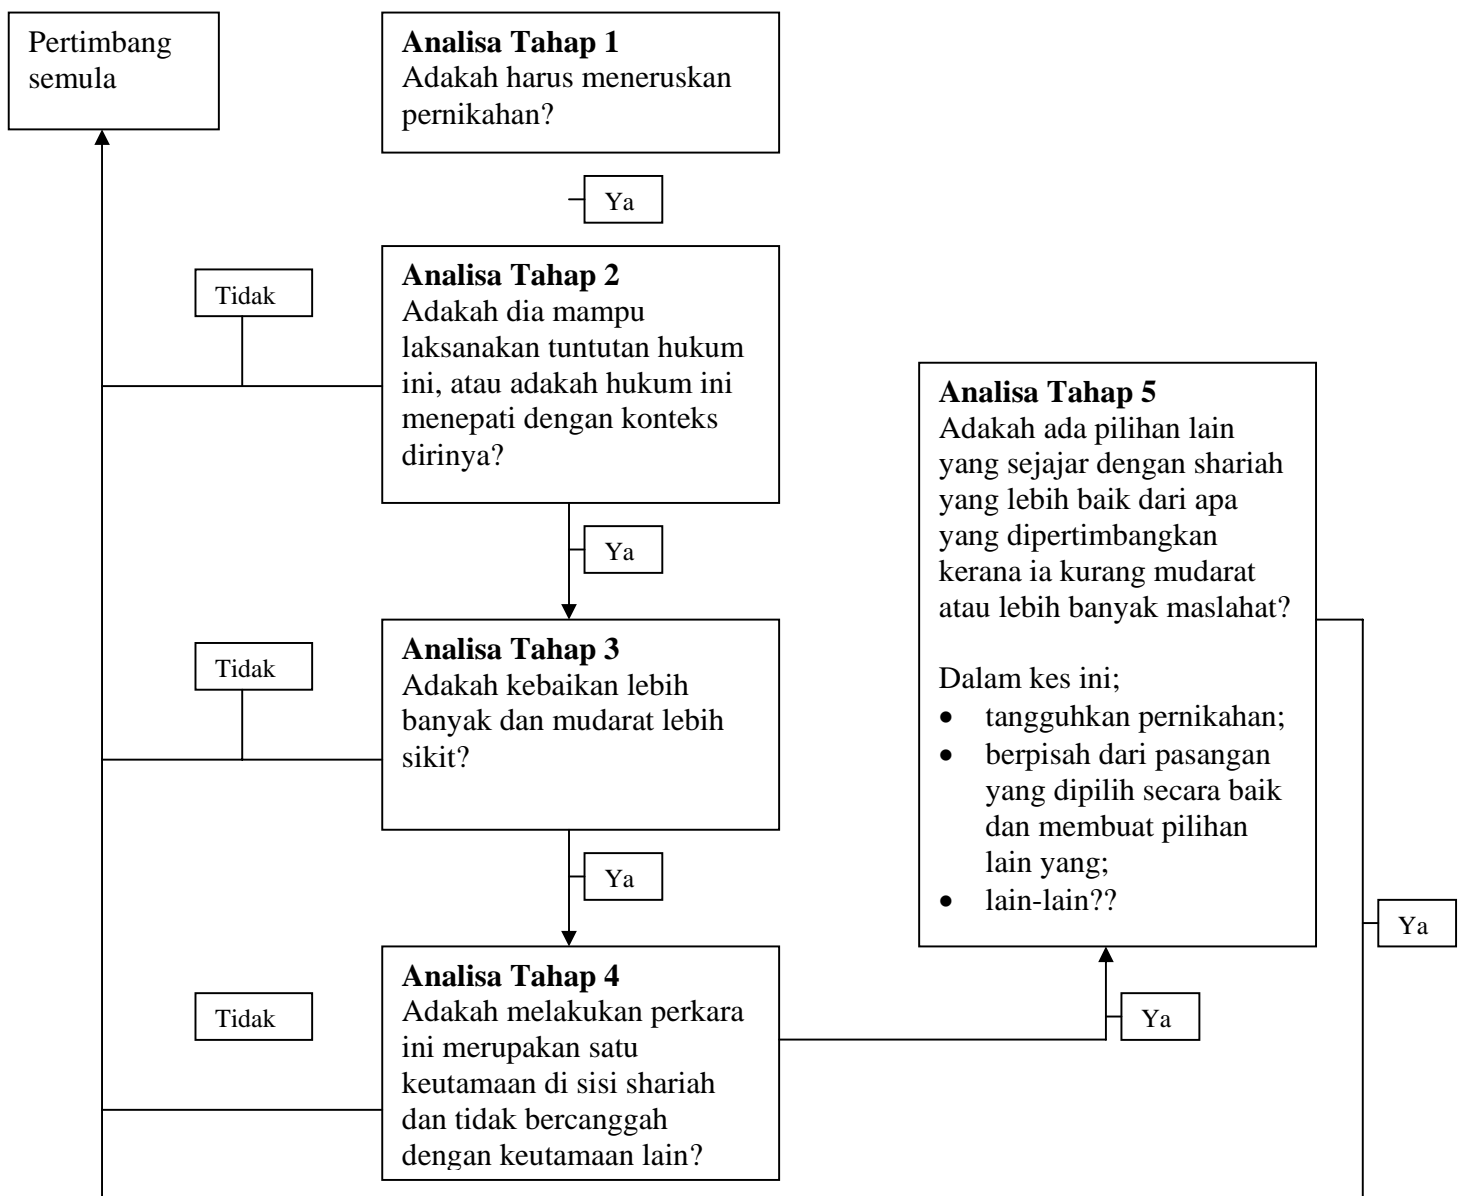 Pertimbang
semula
Analisa Tahap 1
Adakah harus meneruskan
pernikahan?
Ya
Tidak
Analisa Tahap 2
Adakah dia mampu
laksanakan tuntutan hukum
ini, atau adakah hukum ini
menepati dengan konteks
dirinya?
Ya
Tidak
Analisa Tahap 3
Adakah kebaikan lebih
banyak dan mudarat lebih
sikit?
Ya
Tidak
Analisa Tahap 4
Adakah melakukan perkara
ini merupakan satu
keutamaan di sisi shariah
dan tidak bercanggah
dengan keutamaan lain?
Ya
Analisa Tahap 5
Adakah ada pilihan lain
yang sejajar dengan shariah
yang lebih baik dari apa
yang dipertimbangkan
kerana ia kurang mudarat
atau lebih banyak maslahat?
Dalam kes ini;
• tangguhkan pernikahan;
• berpisah dari pasangan
yang dipilih secara baik
dan membuat pilihan
lain yang;
• lain-lain??
Ya